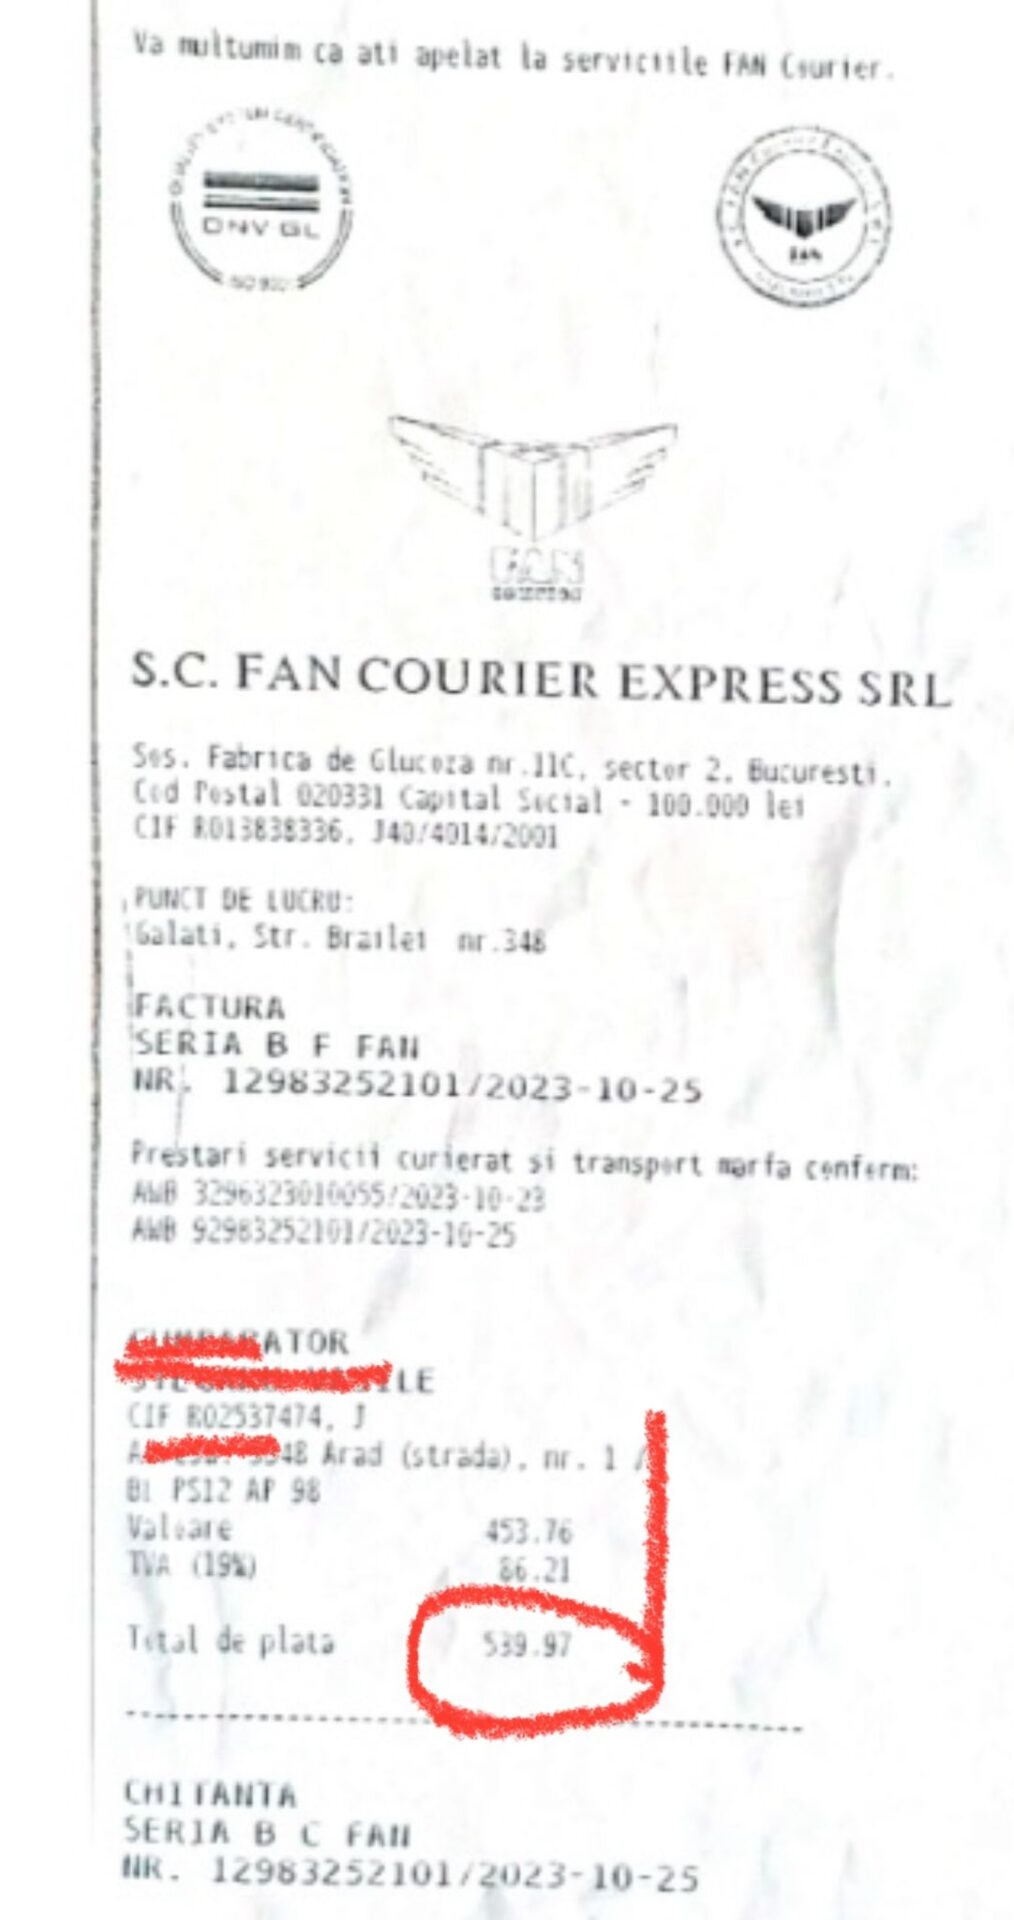 Va multumim ca ati apelat la serviciile FAN Courier.
DNV GL
FAN
FAN
S.C. FAN COURIER EXPRESS SRL
Sos. Fabrica de Glucoza nr.11C, sector 2, Bucuresti.
Cod Postal 020331 Capital Social - 100.000 lei
CIF RO13838336, J40/4014/2001
PUNCT DE LUCRU:
Galati, Str. Brailei nr.348
FACTURA
SERIA B F FAN
NR. 12983252101/2023-10-25
Prestari servicii curierat si transport marfa conform:
AWB 3296323010055/2023-10-23
AWB 92983252101/2023-10-25
ATOR
ILE
CIF RO2537474, J
48 Arad (strada), nr. 1 /
Bl PS12 AP 98
Valoare 453.76
TVA (19%) 86.21
Total de plata 539.97
CHITANTA
SERIA B C FAN
NR. 12983252101/2023-10-25